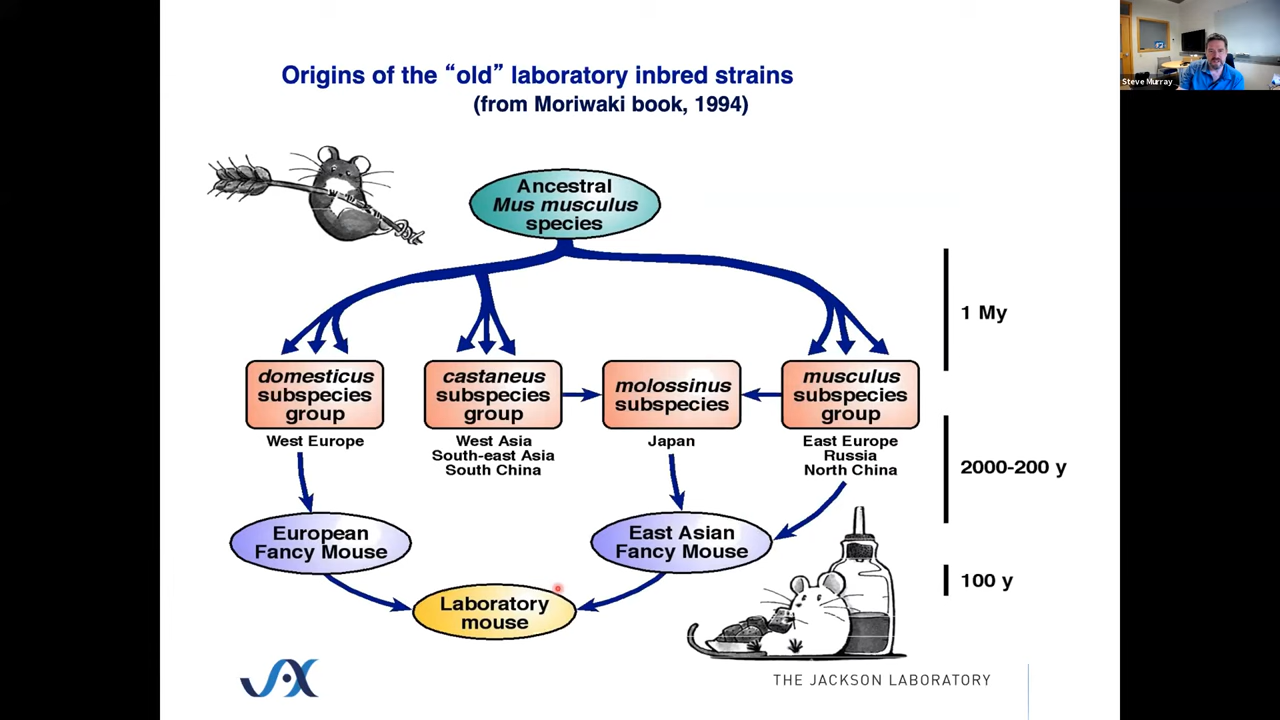 Steve Murray
Origins of the “old” laboratory inbred strains
(from Moriwaki book, 1994)
Ancestral
Mus musculus
species
1 My
domesticus
subspecies
group
castaneus
subspecies
group
molossinus
subspecies
musculus
subspecies
group
West Europe
West Asia
South-east Asia
South China
Japan
East Europe
Russia
North China
2000-200 y
European
Fancy Mouse
East Asian
Fancy Mouse
100 y
Laboratory
mouse
JAX
THE JACKSON LABORATORY